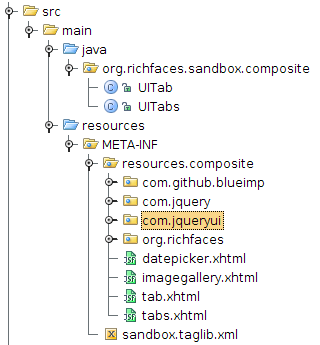 src
main
java
org.richfaces.sandbox.composite
UITab
UITabs
resources
META-INF
resources.composite
com.github.blueimp
com.jquery
com.jqueryui
org.richfaces
datepicker.xhtml
imagegallery.xhtml
tab.xhtml
tabs.xhtml
sandbox.taglib.xml